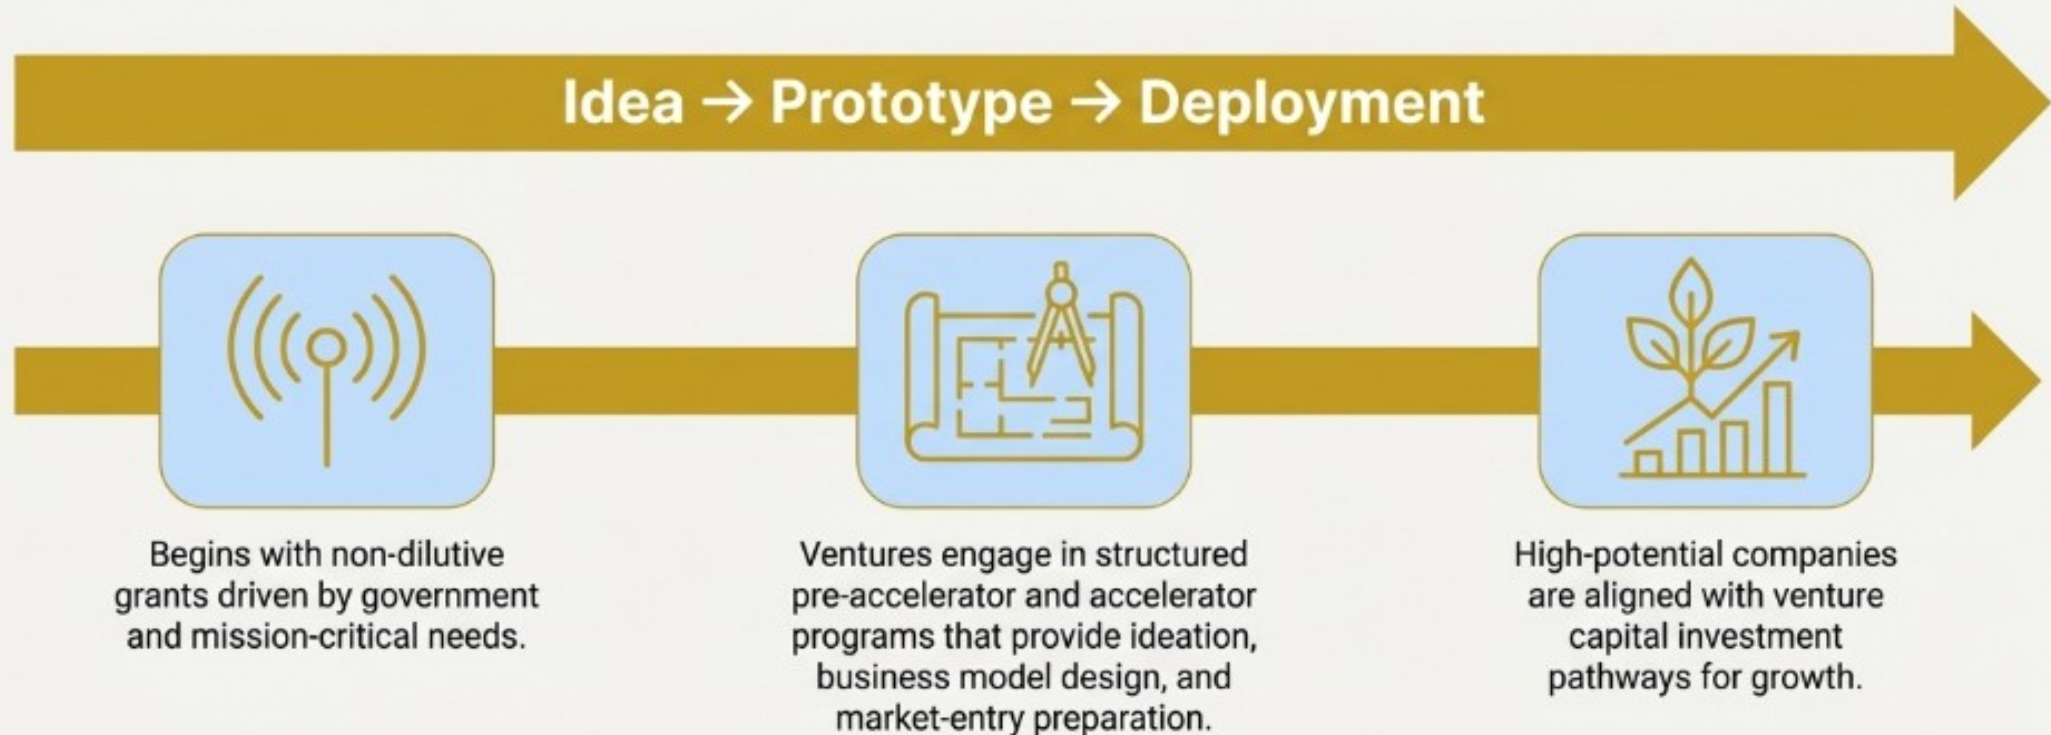 Idea → Prototype → Deployment
Begins with non-dilutive
grants driven by government
and mission-critical needs.
Ventures engage in structured
pre-accelerator and accelerator
programs that provide ideation,
business model design, and
market-entry preparation.
High-potential companies
are aligned with venture
capital investment
pathways for growth.